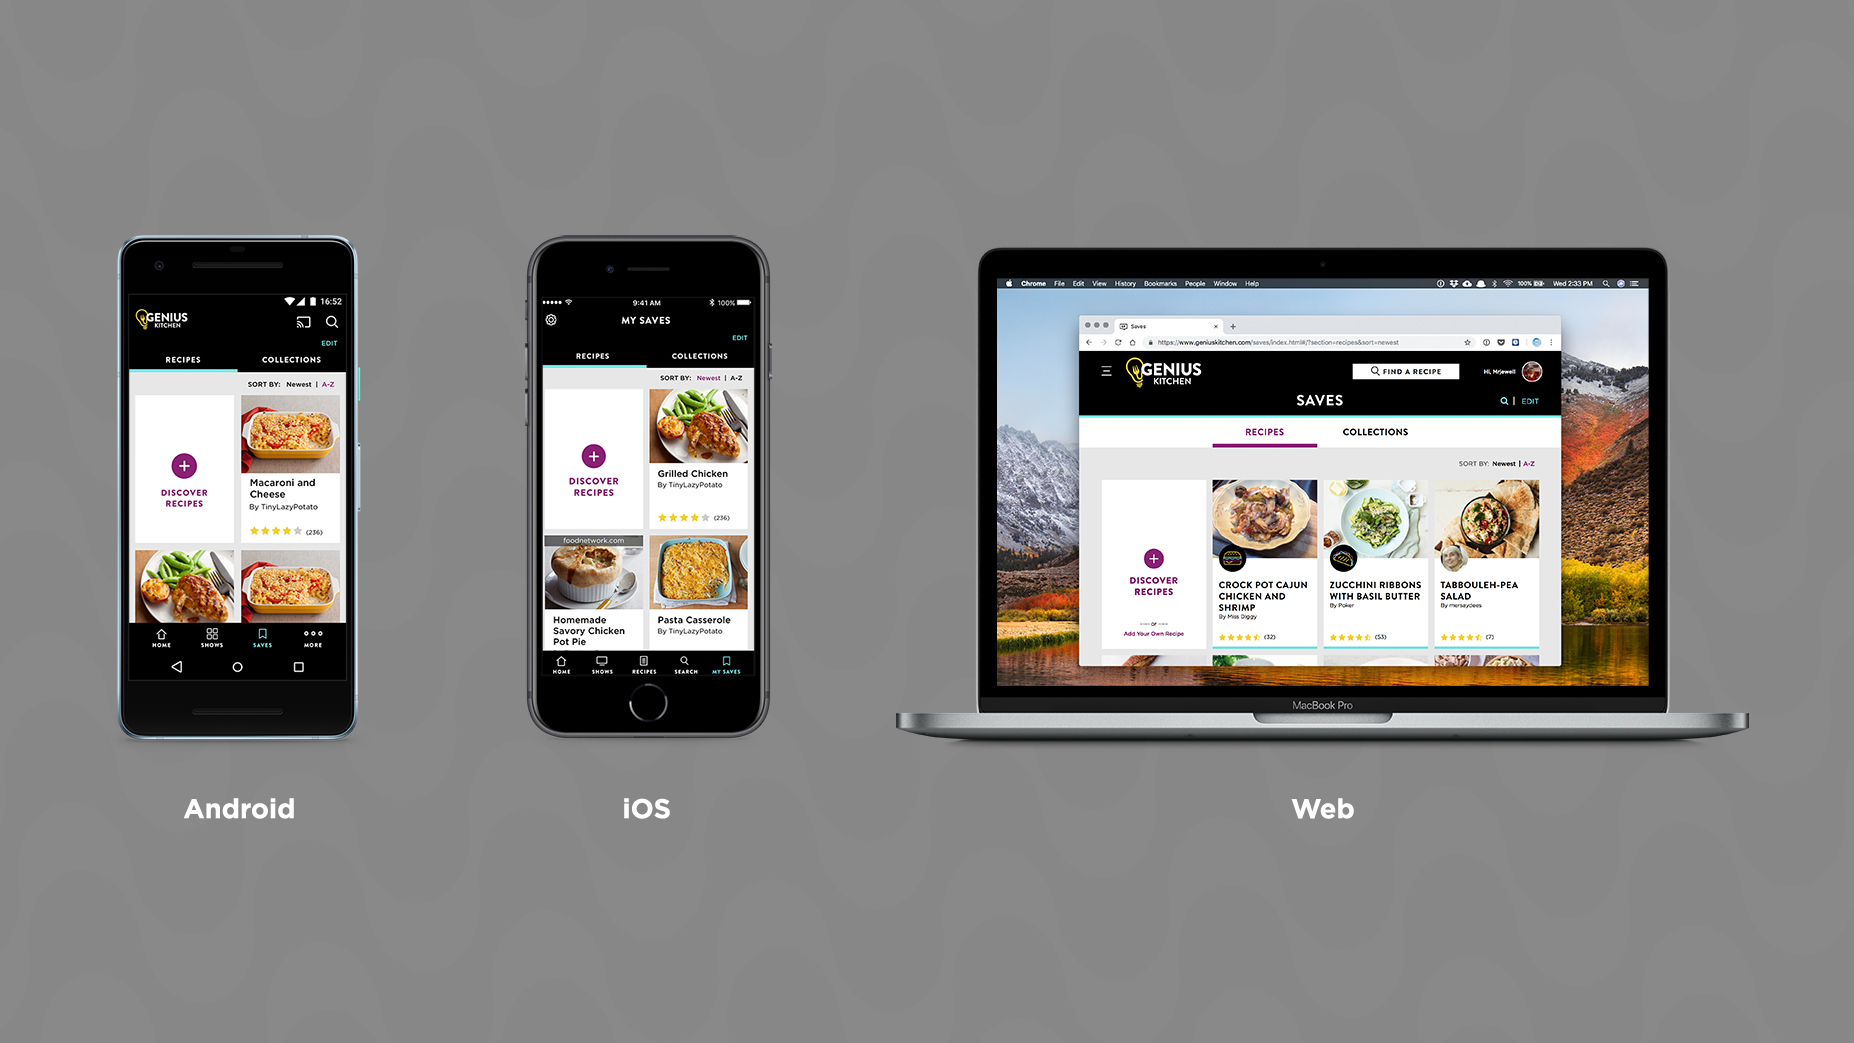 16:52
GENIUS
KITCHEN
EDIT
RECIPES
COLLECTIONS
SORT BY: Newest | A-Z
DISCOVER
RECIPES
Macaroni and
Cheese
By TinyLazyPotato
(236)
HOME
SHOWS
SAVES
MORE
Android
9:41 AM
100%
MY SAVES
EDIT
RECIPES
COLLECTIONS
SORT BY: Newest | A-Z
DISCOVER
RECIPES
Grilled Chicken
By TinyLazyPotato
(236)
foodnetwork.com
Homemade
Savory Chicken
Pot Pie
Pasta Casserole
By TinyLazyPotato
HOME
SHOWS
RECIPES
SEARCH
MY SAVES
iOS
Chrome File Edit View History Bookmarks People Window Help
100% Wed 2:33 PM
Saves
https://www.geniuskitchen.com/saves/index.html#/?section=recipes&sort=newest
GENIUS
KITCHEN
FIND A RECIPE
Hi, Mrjewell
SAVES
| EDIT
RECIPES
COLLECTIONS
SORT BY: Newest | A-Z
DISCOVER
RECIPES
or
Add Your Own Recipe
CROCK POT CAJUN
CHICKEN AND
SHRIMP
By Miss Diggy
(32)
ZUCCHINI RIBBONS
WITH BASIL BUTTER
By Poker
(53)
TABBOULEH-PEA
SALAD
By mersaydees
(7)
MacBook Pro
Web